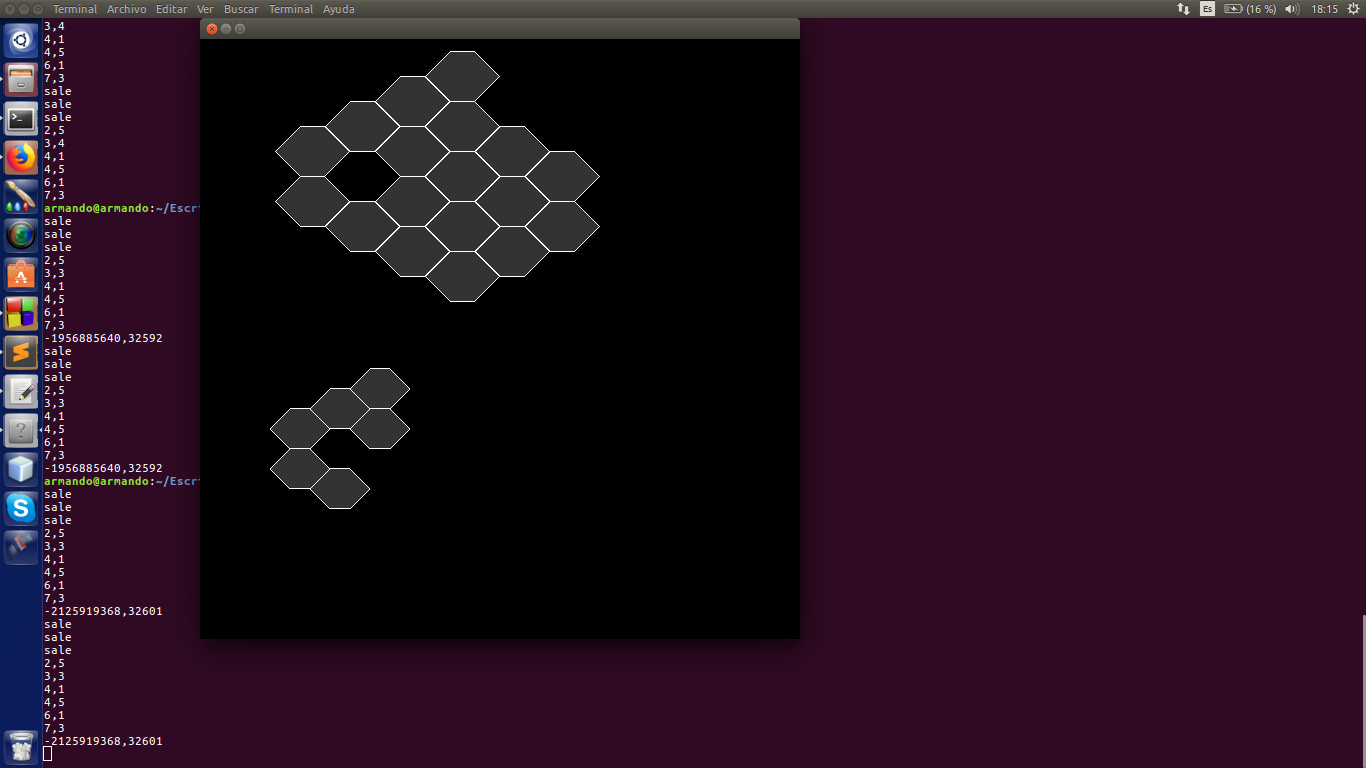 Terminal Archivo Editar Ver Buscar Terminal Ayuda
Es (16 %) 18:15
3,4
4,1
4,5
6,1
7,3
sale
sale
sale
2,5
3,4
4,1
4,5
6,1
7,3
armando@armando:~/Escr
sale
sale
sale
2,5
3,3
4,1
4,5
6,1
7,3
-1956885640,32592
sale
sale
sale
2,5
3,3
4,1
4,5
6,1
7,3
-1956885640,32592
armando@armando:~/Escr
sale
sale
sale
2,5
3,3
4,1
4,5
6,1
7,3
-2125919368,32601
sale
sale
sale
2,5
3,3
4,1
4,5
6,1
7,3
-2125919368,32601